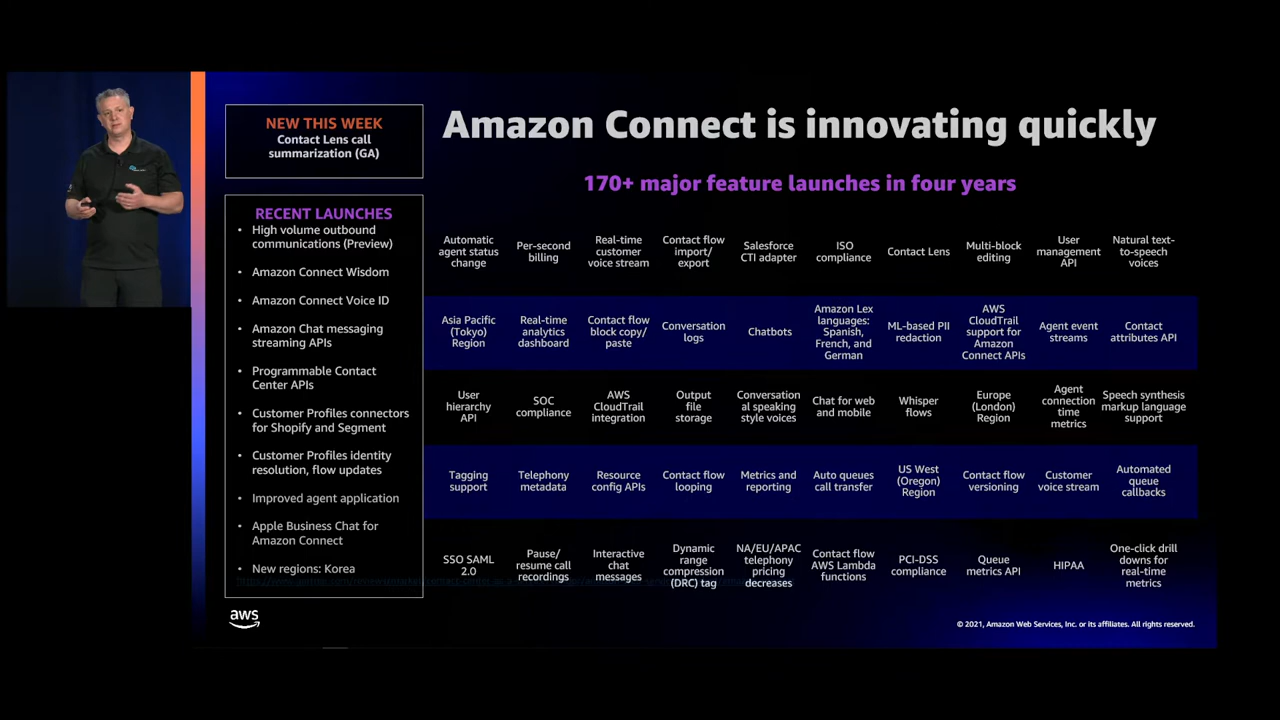 NEW THIS WEEK
Contact Lens call
summarization (GA)
Amazon Connect is innovating quickly
170+ major feature launches in four years
RECENT LAUNCHES
• High volume outbound
communications (Preview)
• Amazon Connect Wisdom
• Amazon Connect Voice ID
• Amazon Chat messaging
streaming APIs
• Programmable Contact
Center APIs
• Customer Profiles connectors
for Shopify and Segment
• Customer Profiles identity
resolution, flow updates
• Improved agent application
• Apple Business Chat for
Amazon Connect
• New regions: Korea
Automatic
agent status
change
Per-second
billing
Real-time
customer
voice stream
Contact flow
import/
export
Salesforce
CTI adapter
ISO
compliance
Contact Lens
Multi-block
editing
User
management
API
Natural text-
to-speech
voices
Asia Pacific
(Tokyo)
Region
Real-time
analytics
dashboard
Contact flow
block copy/
paste
Conversation
logs
Chatbots
Amazon Lex
languages:
Spanish,
French, and
German
ML-based PII
redaction
AWS
CloudTrail
support for
Amazon
Connect APIs
Agent event
streams
Contact
attributes API
User
hierarchy
API
SOC
compliance
AWS
CloudTrail
integration
Output
file
storage
Conversation
al speaking
style voices
Chat for web
and mobile
Whisper
flows
Europe
(London)
Region
Agent
connection
time
metrics
Speech synthesis
markup language
support
Tagging
support
Telephony
metadata
Resource
config APIs
Contact flow
looping
Metrics and
reporting
Auto queues
call transfer
US West
(Oregon)
Region
Contact flow
versioning
Customer
voice stream
Automated
queue
callbacks
SSO SAML
2.0
Pause/
resume call
recordings
Interactive
chat
messages
Dynamic
range
compression
(DRC) tag
NA/EU/APAC
telephony
pricing
decreases
Contact flow
AWS Lambda
functions
PCI-DSS
compliance
Queue
metrics API
HIPAA
One-click drill
downs for
real-time
metrics
aws
© 2021, Amazon Web Services, Inc. or its affiliates. All rights reserved.